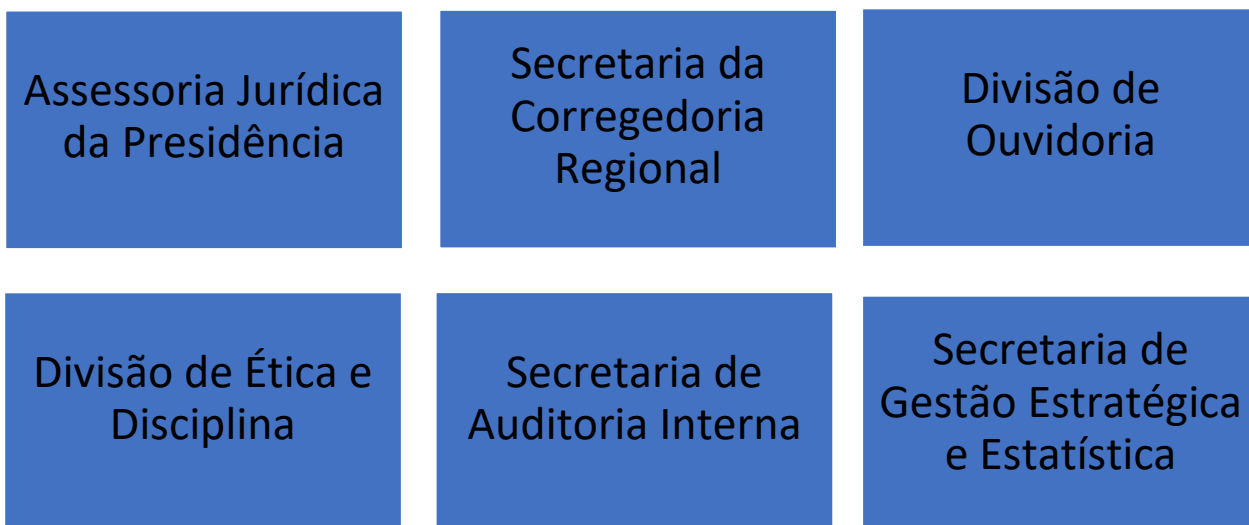 Assessoria Jurídica
da Presidência
Secretaria da
Corregedoria
Regional
Divisão de
Ouvidoria
Divisão de Ética e
Disciplina
Secretaria de
Auditoria Interna
Secretaria de
Gestão Estratégica
e Estatística